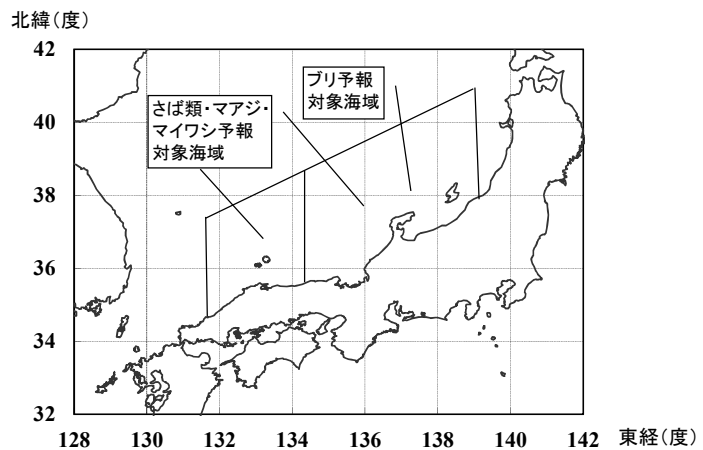 北緯(度)
42
ブリ予報
対象海域
さば類・マアジ・
マイワシ予報
対象海域
40
38
36
34
32
128 130 132 134 136 138 140 142 東経(度)